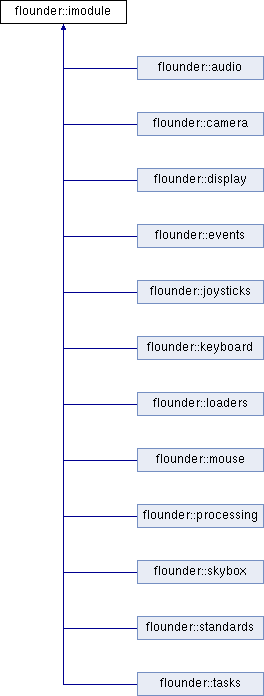 flounder::imodule
flounder::audio
flounder::camera
flounder::display
flounder::events
flounder::joysticks
flounder::keyboard
flounder::loaders
flounder::mouse
flounder::processing
flounder::skybox
flounder::standards
flounder::tasks